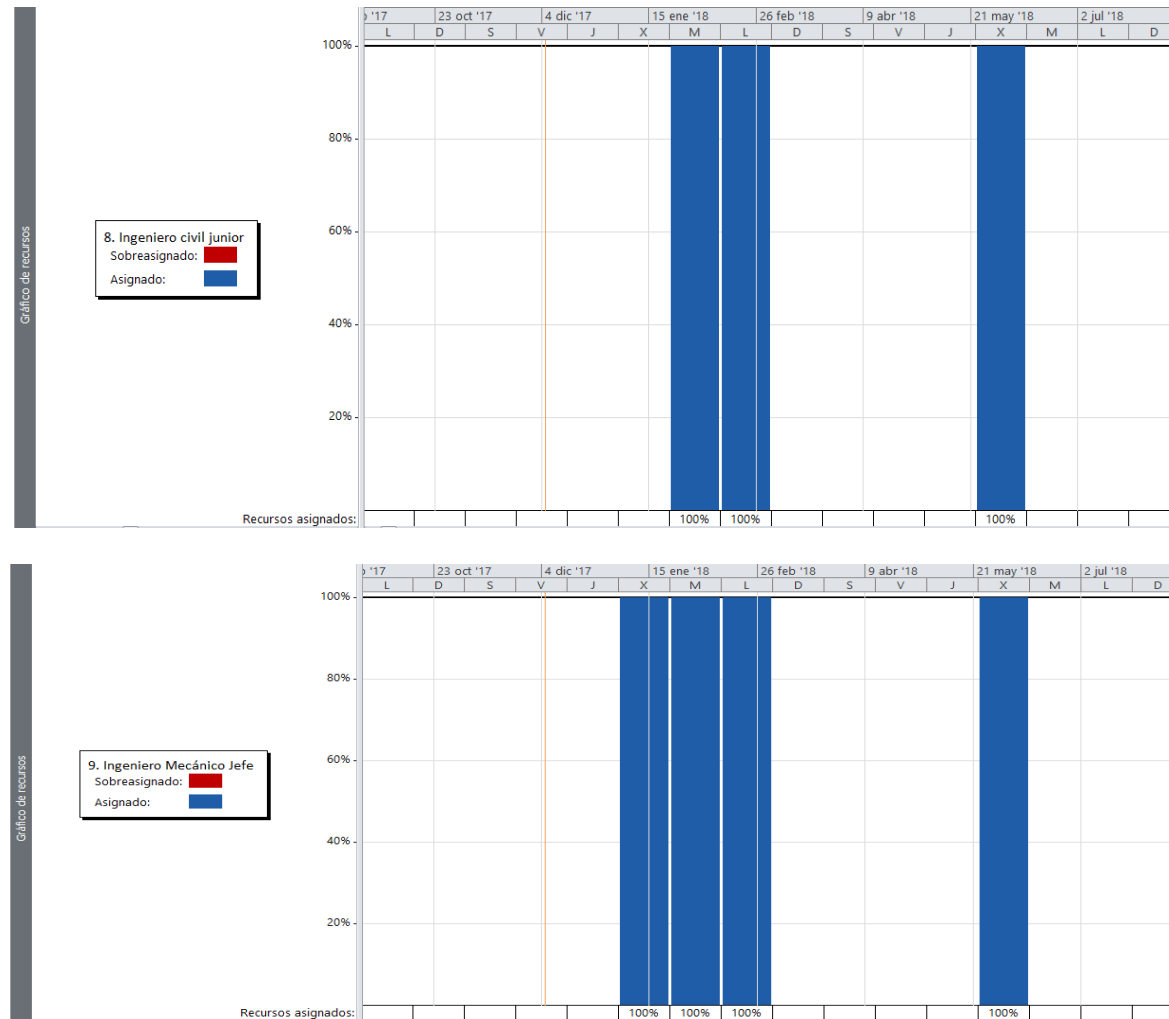 '17 23 oct '17 4 dic '17 15 ene '18 26 feb '18 9 abr '18 21 may '18 2 jul '18
L D S V J X M L D S V J X M L D
100%
80%
60%
40%
20%
Gráfico de recursos
8. Ingeniero civil junior
Sobreasignado:
Asignado:
Recursos asignados: 100% 100% 100%
'17 23 oct '17 4 dic '17 15 ene '18 26 feb '18 9 abr '18 21 may '18 2 jul '18
L D S V J X M L D S V J X M L D
100%
80%
60%
40%
20%
Gráfico de recursos
9. Ingeniero Mecánico Jefe
Sobreasignado:
Asignado:
Recursos asignados: 100% 100% 100% 100%